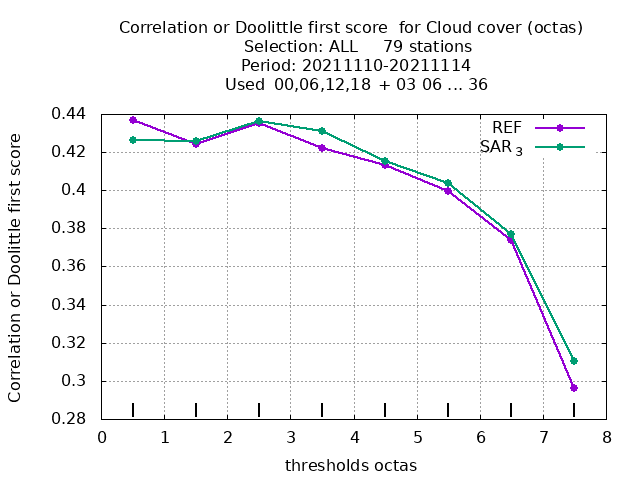 Correlation or Doolittle first score  for Cloud cover (octas)
Selection: ALL     79 stations
Period: 20211110-20211114
Used  00,06,12,18 + 03 06 ... 36
Correlation or Doolittle first score
0.44
0.42
0.4
0.38
0.36
0.34
0.32
0.3
0.28
REF
SAR 3
0 1 2 3 4 5 6 7 8
thresholds octas